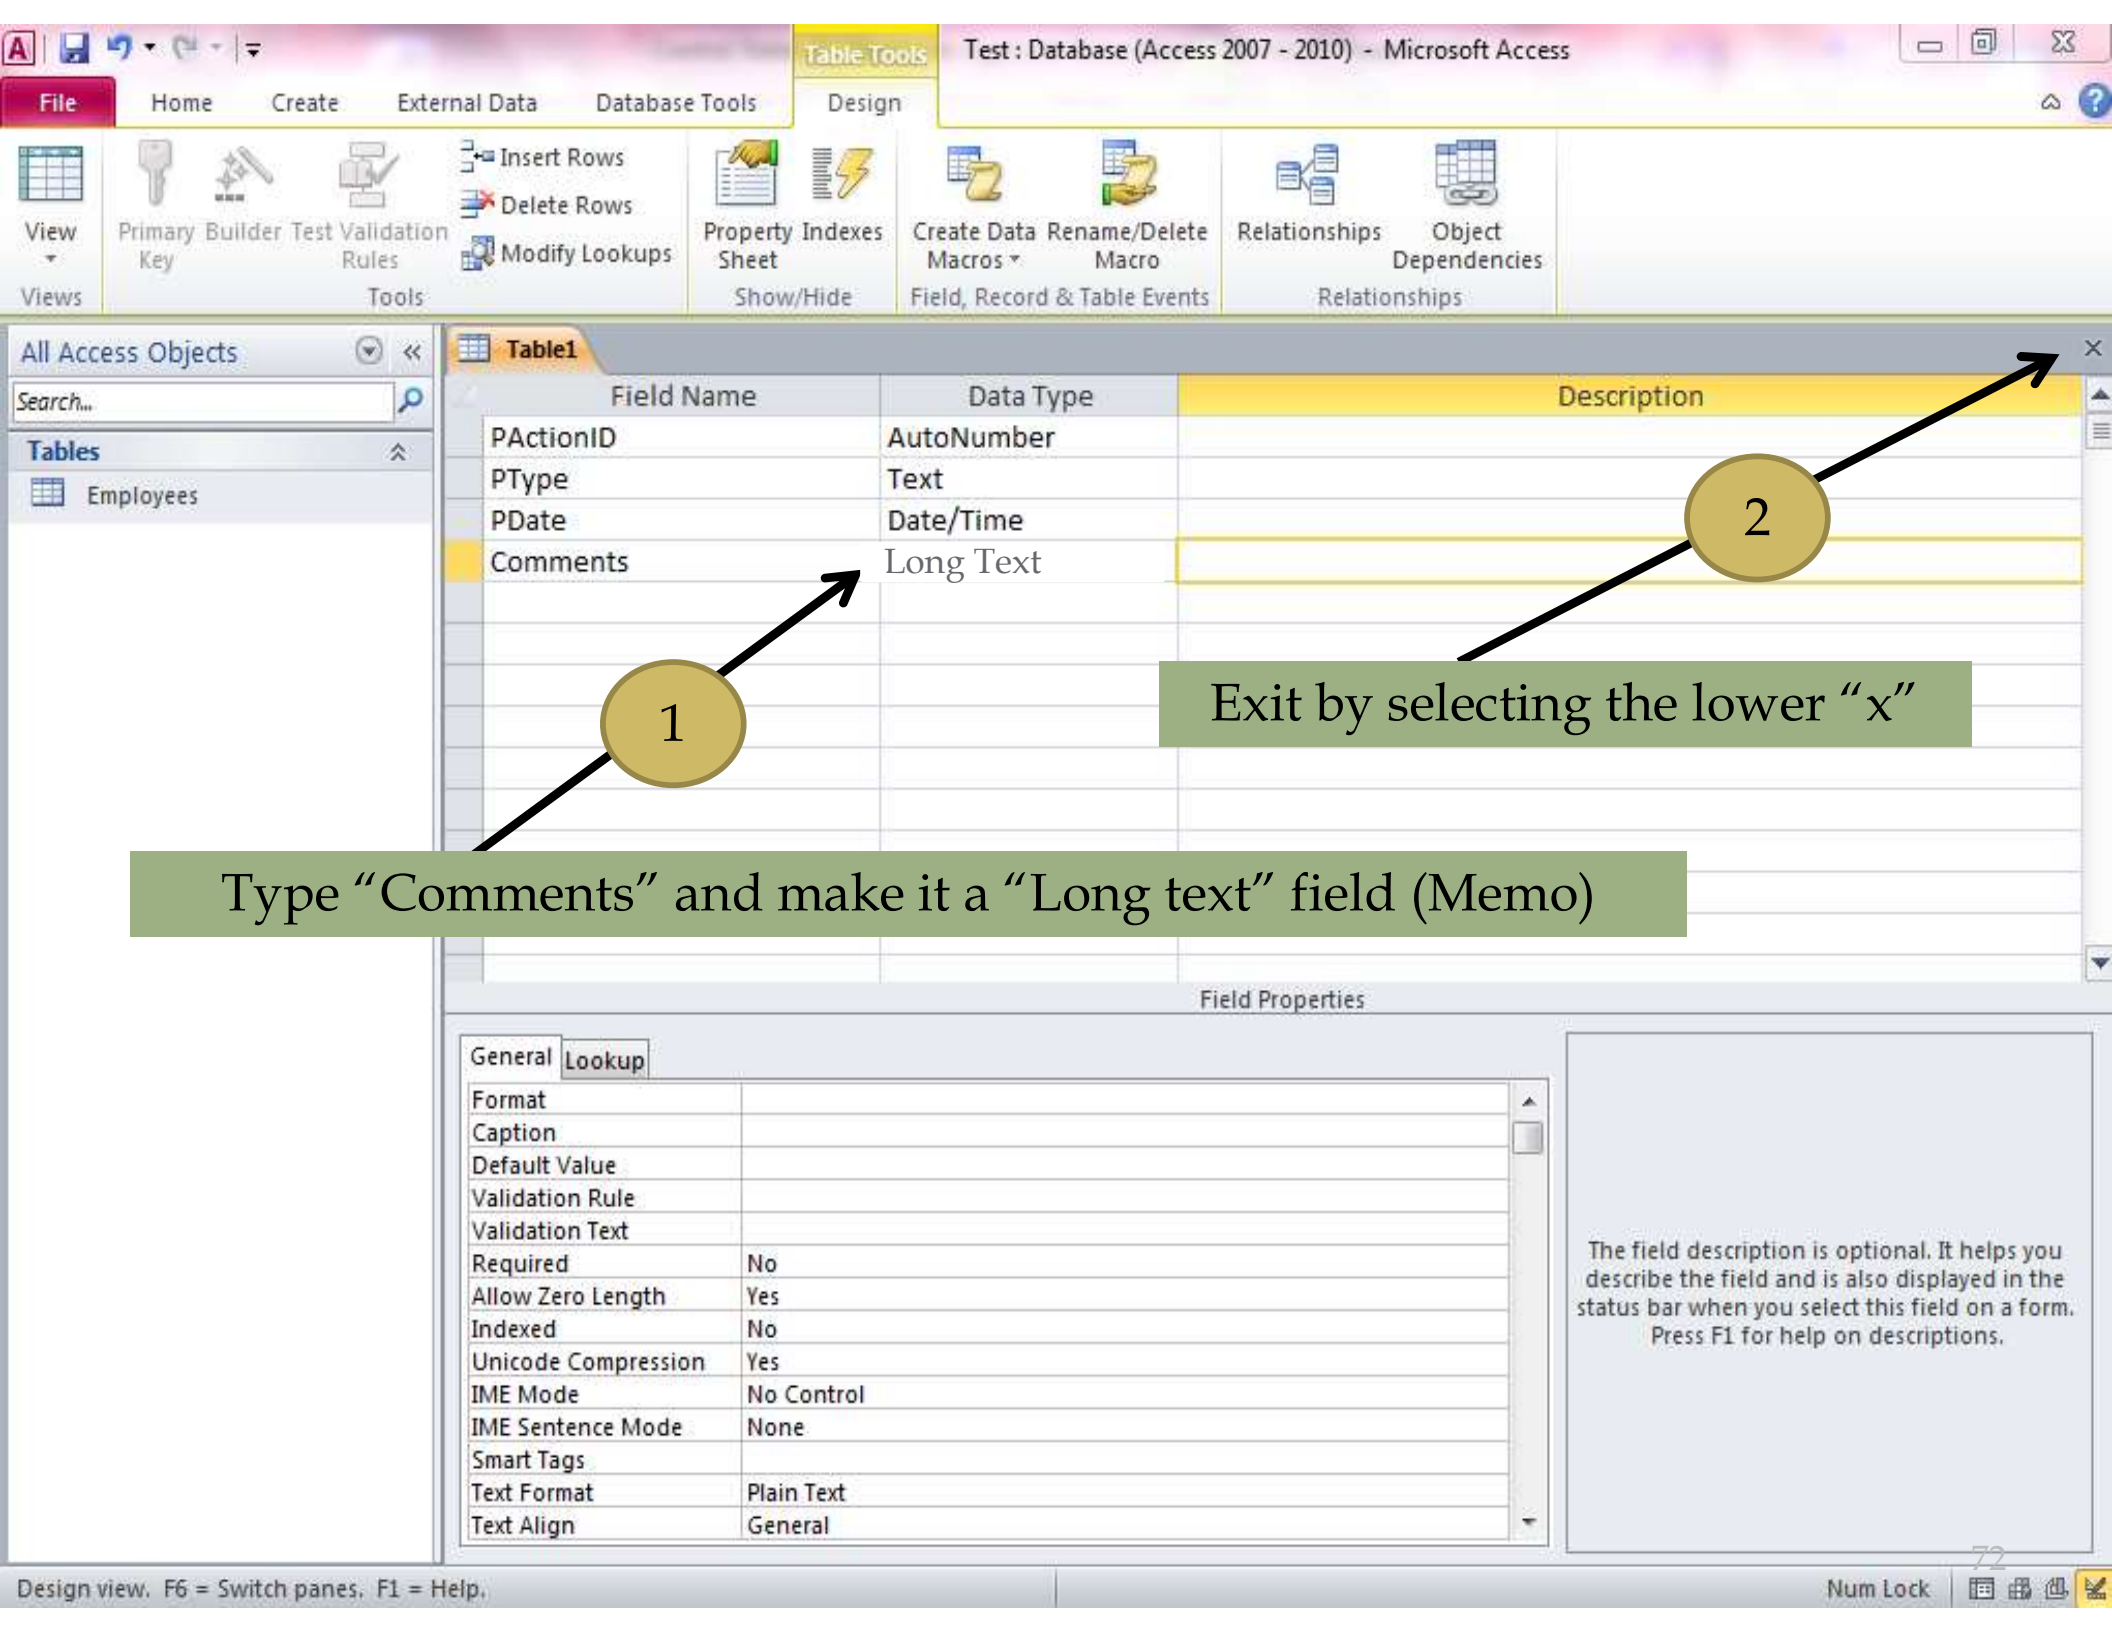 Table Tools
Test : Database (Access 2007 - 2010) - Microsoft Access
File Home Create External Data Database Tools Design
View
Primary Key
Builder
Test Validation Rules
Insert Rows
Delete Rows
Modify Lookups
Property Sheet
Indexes
Create Data Macros
Rename/Delete Macro
Relationships
Object Dependencies
Views Tools Show/Hide Field, Record & Table Events Relationships
All Access Objects
Search...
Tables
Employees
Table1
Field Name Data Type Description
PActionID AutoNumber
PType Text
PDate Date/Time
Comments Long Text
2
Exit by selecting the lower “x”
1
Type “Comments” and make it a “Long text” field (Memo)
Field Properties
General Lookup
Format
Caption
Default Value
Validation Rule
Validation Text
Required No
Allow Zero Length Yes
Indexed No
Unicode Compression Yes
IME Mode No Control
IME Sentence Mode None
Smart Tags
Text Format Plain Text
Text Align General
The field description is optional. It helps you
describe the field and is also displayed in the
status bar when you select this field on a form.
Press F1 for help on descriptions.
72
Design view. F6 = Switch panes. F1 = Help.
Num Lock